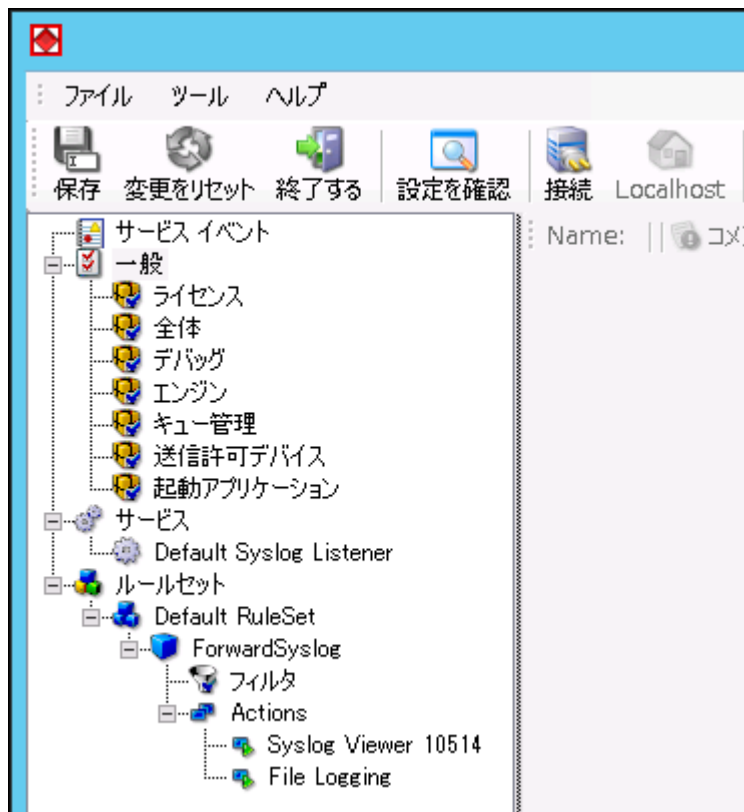 ファイル ツール ヘルプ
保存 変更をリセット 終了する 設定を確認 接続 Localhost
サービス イベント
Name:
一般
ライセンス
全体
デバッグ
エンジン
キュー管理
送信許可デバイス
起動アプリケーション
サービス
Default Syslog Listener
ルールセット
Default RuleSet
ForwardSyslog
フィルタ
Actions
Syslog Viewer 10514
File Logging